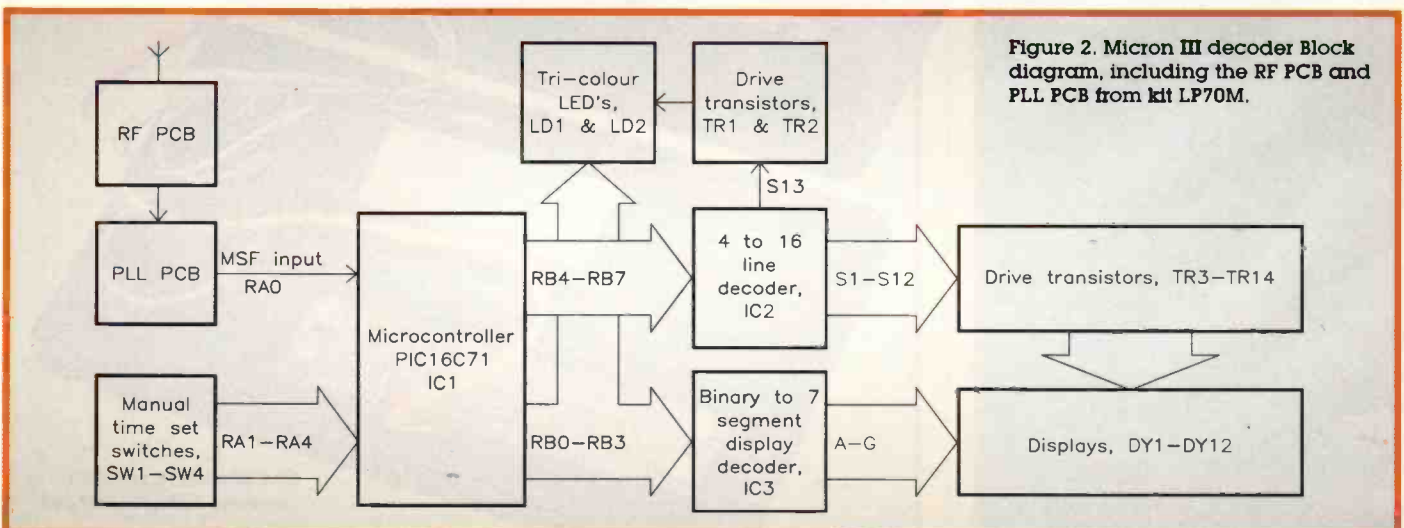 Figure 2. Micron III decoder Block
diagram, including the RF PCB and
PLL PCB from kit LP70M.
RF PCB
PLL PCB
MSF input
RA0
Manual
time set
switches,
SW1-SW4
RA1-RA4
Microcontroller
PIC16C71
IC1
Tri-colour
LED's,
LD1 & LD2
Drive
transistors,
TR1 & TR2
S13
RB4-RB7
4 to 16
line
decoder,
IC2
S1-S12
Drive transistors, TR3-TR14
RB0-RB3
Binary to 7
segment
display
decoder,
IC3
A-G
Displays, DY1-DY12